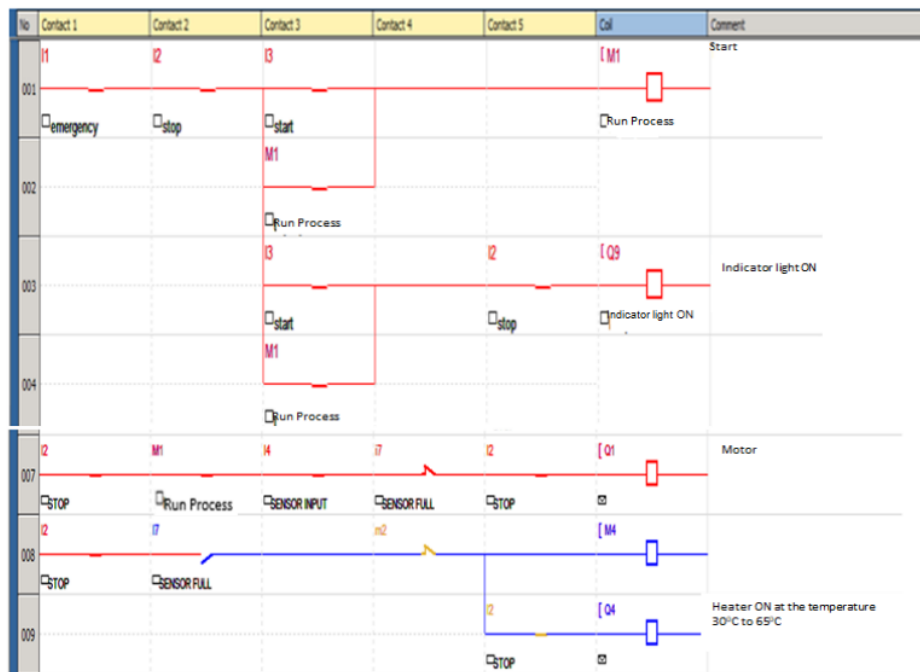 No Contact 1 Contact 2 Contact 3 Contact 4 Contact 5 Coil Comment
I1 I2 I3 [ M1 Start
001
emergency stop start Run Process
M1
002
Run Process
I3 I2 [ Q9 Indicator light ON
003
start stop Indicator light ON
M1
004
Run Process
I2 M1 I4 i7 I2 [ Q1 Motor
007
STOP Run Process SENSOR INPUT SENSOR FULL STOP
I2 I7 m2 [ M4
008
STOP SENSOR FULL
I2 [ Q4 Heater ON at the temperature
30°C to 65°C
009
STOP